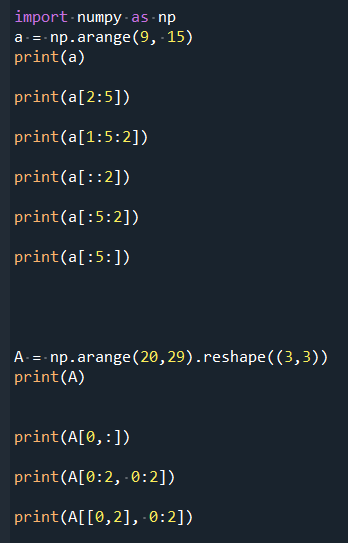 import numpy as np
a = np.arange(9, 15)
print(a)
print(a[2:5])
print(a[1:5:2])
print(a[::2])
print(a[:5:2])
print(a[:5:])
A = np.arange(20,29).reshape((3,3))
print(A)
print(A[0,:])
print(A[0:2, 0:2])
print(A[[0,2], 0:2])